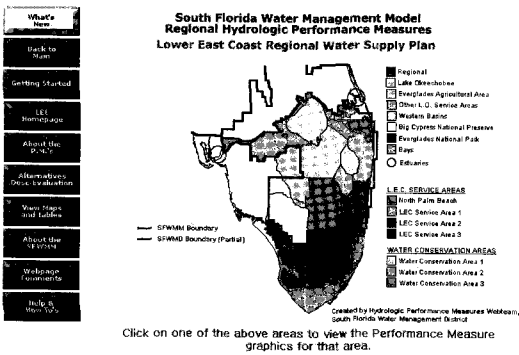 What's
New
South Florida Water Management Model
Regional Hydrologic Performance Measures
Lower East Coast Regional Water Supply Plan
Back to
Main
Getting Started
LEC
Homepage
About the
P.M.'s
Alternatives
View Maps
and Tables
About the
SFWMM
Webpage
Comments
Help &
Regional
Lake Okeechobee
Everglades Agricultural Area
Other L.O. Service Areas
Western Basins
Big Cypress National Preserve
Everglades National Park
Bays
Estuaries
L.E.C. SERVICE AREAS
North Palm Beach
LEC Service Area 1
LEC Service Area 2
LEC Service Area 3
SFWMM Boundary
SFWMD Boundary (Partial)
WATER CONSERVATION AREAS
Water Conservation Area 1
Water Conservation Area 2
Water Conservation Area 3
Created by Hydrologic Performance Measures Webteam,
South Florida Water Management District
Click on one of the above areas to view the Performance Measure
graphics for that area.